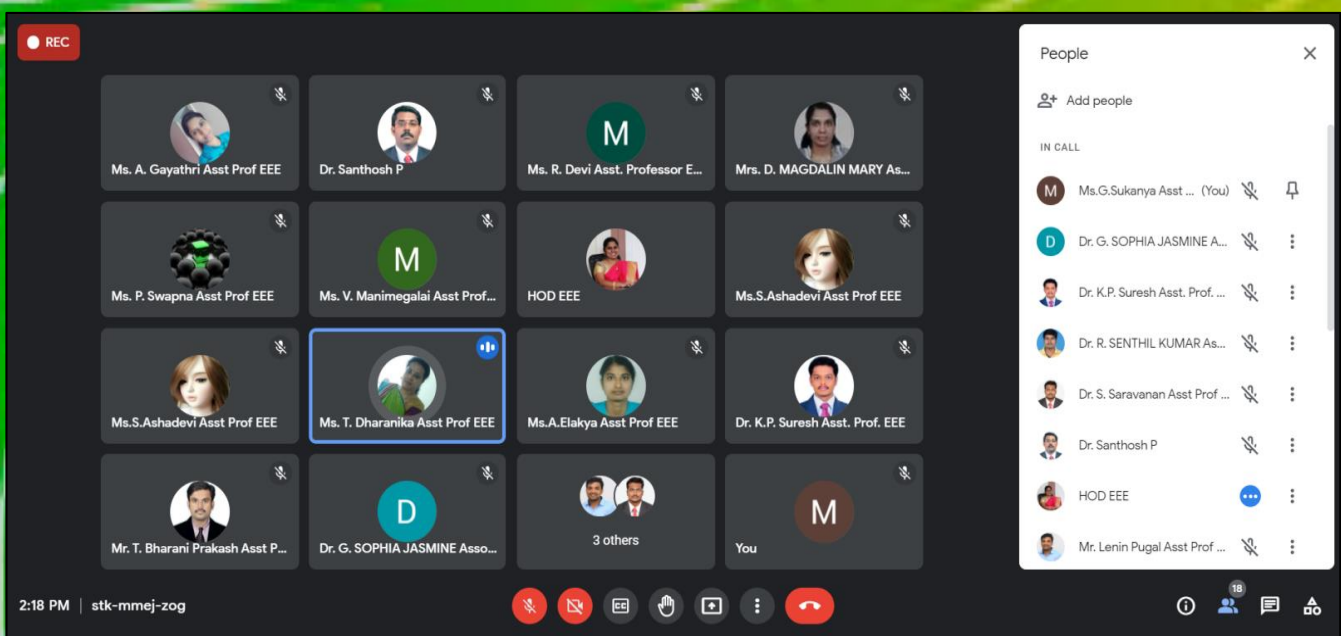 REC
Ms. A. Gayathri Asst Prof EEE
Dr. Santhosh P
M
Ms. R. Devi Asst. Professor E...
Mrs. D. MAGDALIN MARY As...
Ms. P. Swapna Asst Prof EEE
M
Ms. V. Manimegalai Asst Prof...
HOD EEE
Ms.S.Ashadevi Asst Prof EEE
Ms.S.Ashadevi Asst Prof EEE
Ms. T. Dharanika Asst Prof EEE
Ms.A.Elakya Asst Prof EEE
Dr. K.P. Suresh Asst. Prof. EEE
Mr. T. Bharani Prakash Asst P...
D
Dr. G. SOPHIA JASMINE Asso...
3 others
M
You
People
Add people
IN CALL
M
Ms.G.Sukanya Asst ... (You)
D
Dr. G. SOPHIA JASMINE A...
Dr. K.P. Suresh Asst. Prof. ...
Dr. R. SENTHIL KUMAR As...
Dr. S. Saravanan Asst Prof ...
Dr. Santhosh P
HOD EEE
Mr. Lenin Pugal Asst Prof ...
2:18 PM | stk-mmej-zog
CC
18